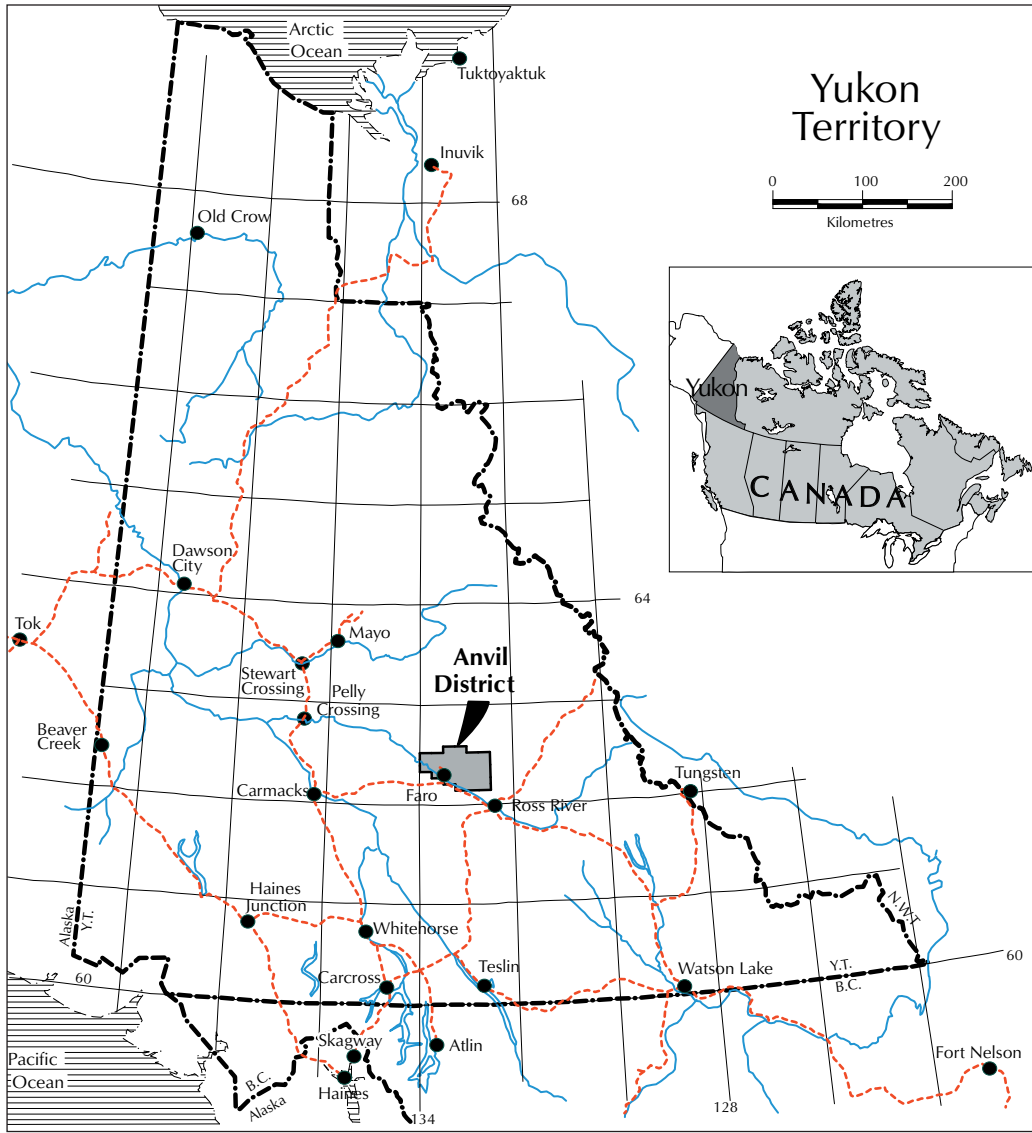 Arctic
Ocean
Tuktoyaktuk
Yukon
Territory
0 100 200
Kilometres
Inuvik
68
Old Crow
Yukon
CANADA
Dawson
City
64
Tok
Mayo
Stewart
Crossing
Anvil
District
Pelly
Crossing
Beaver
Creek
Tungsten
Carmacks
Faro
Ross River
Haines
Junction
Alaska
Y.T.
N.W.T.
Whitehorse
60
60
Carcross
Teslin
Watson Lake
Y.T.
B.C.
Skagway
Atlin
Pacific
Ocean
Fort Nelson
B.C.
Alaska
Haines
134
128